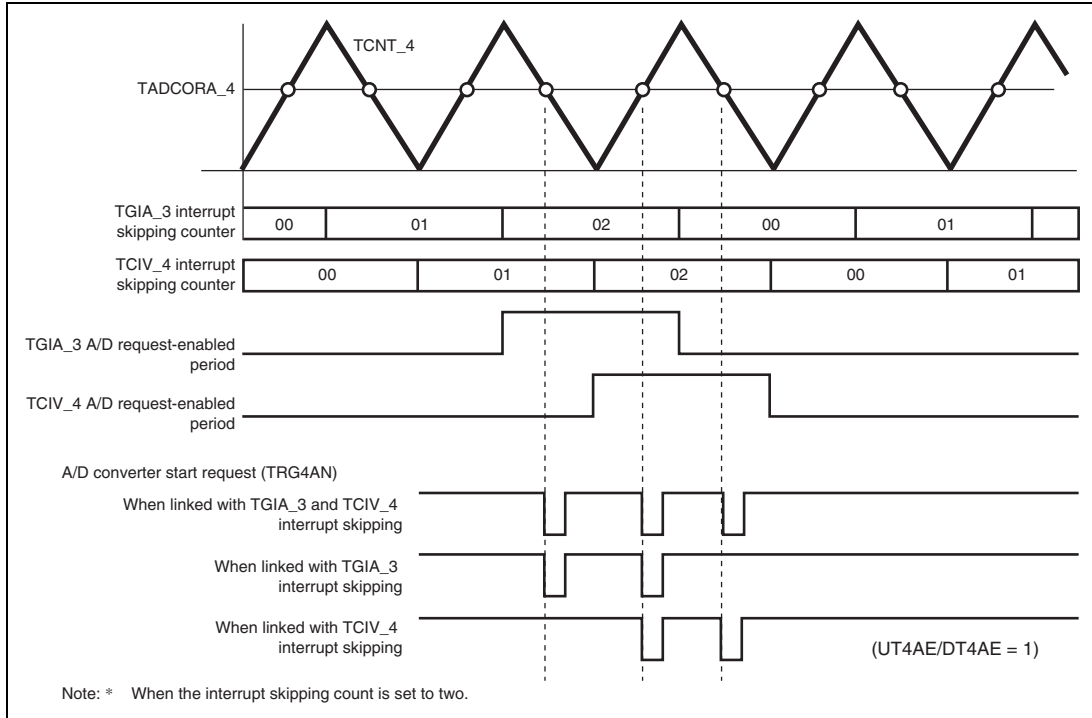 TCNT_4
TADCORA_4
TGIA_3 interrupt
skipping counter
00
01
02
00
01
TCIV_4 interrupt
skipping counter
00
01
02
00
01
TGIA_3 A/D request-enabled
period
TCIV_4 A/D request-enabled
period
A/D converter start request (TRG4AN)
When linked with TGIA_3 and TCIV_4
interrupt skipping
When linked with TGIA_3
interrupt skipping
When linked with TCIV_4
interrupt skipping
(UT4AE/DT4AE = 1)
Note: * When the interrupt skipping count is set to two.